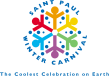 SAINT PAUL
WINTER CARNIVAL
The Coolest Celebration on Earth